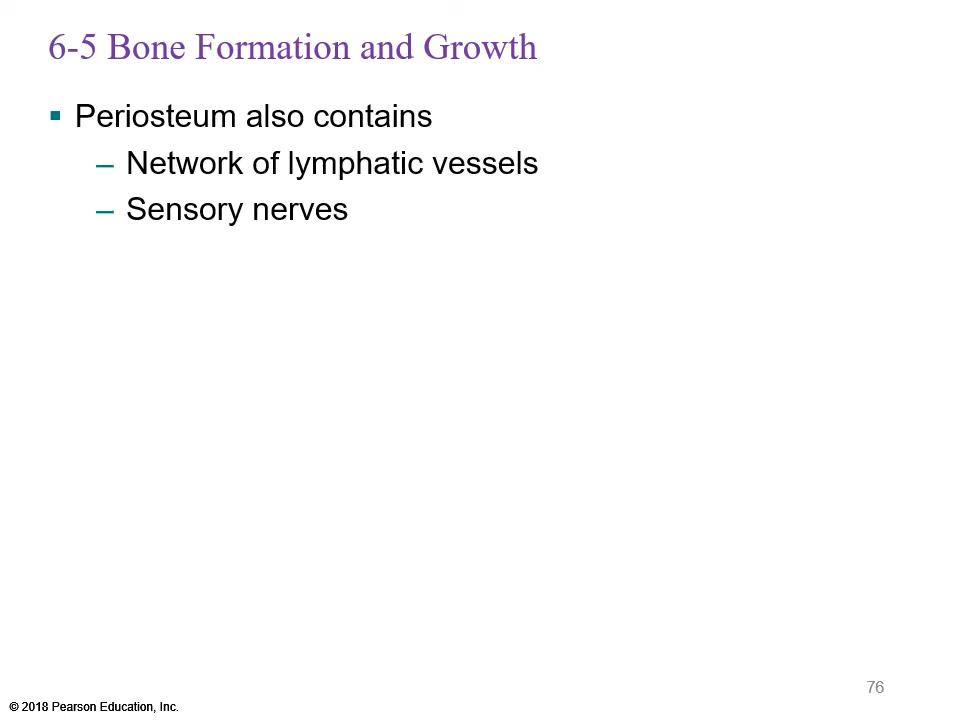 6-5 Bone Formation and Growth
▪ Periosteum also contains
– Network of lymphatic vessels
– Sensory nerves
76
© 2018 Pearson Education, Inc.